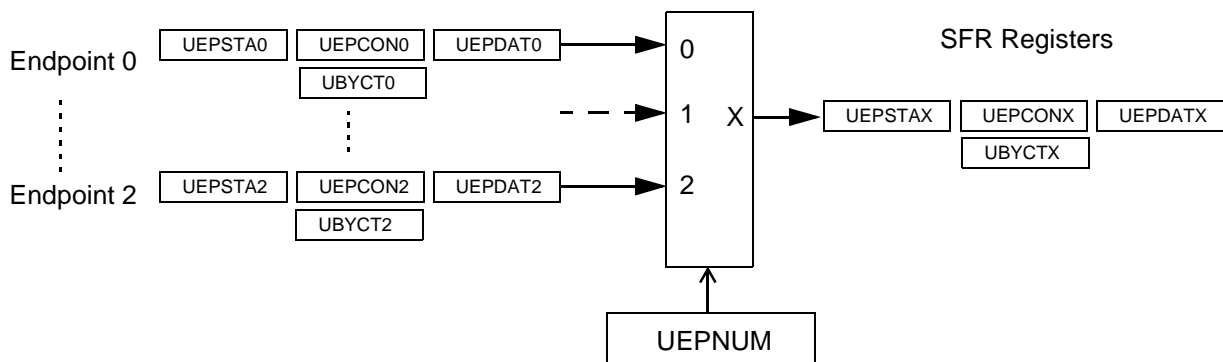 UEPSTA0 UEPCON0 UEPDAT0 0 SFR Registers
Endpoint 0
UBYCT0
1 X UEPSTAX UEPCONX UEPDATX
UBYCTX
Endpoint 2 UEPSTA2 UEPCON2 UEPDAT2 2
UBYCT2
UEPNUM